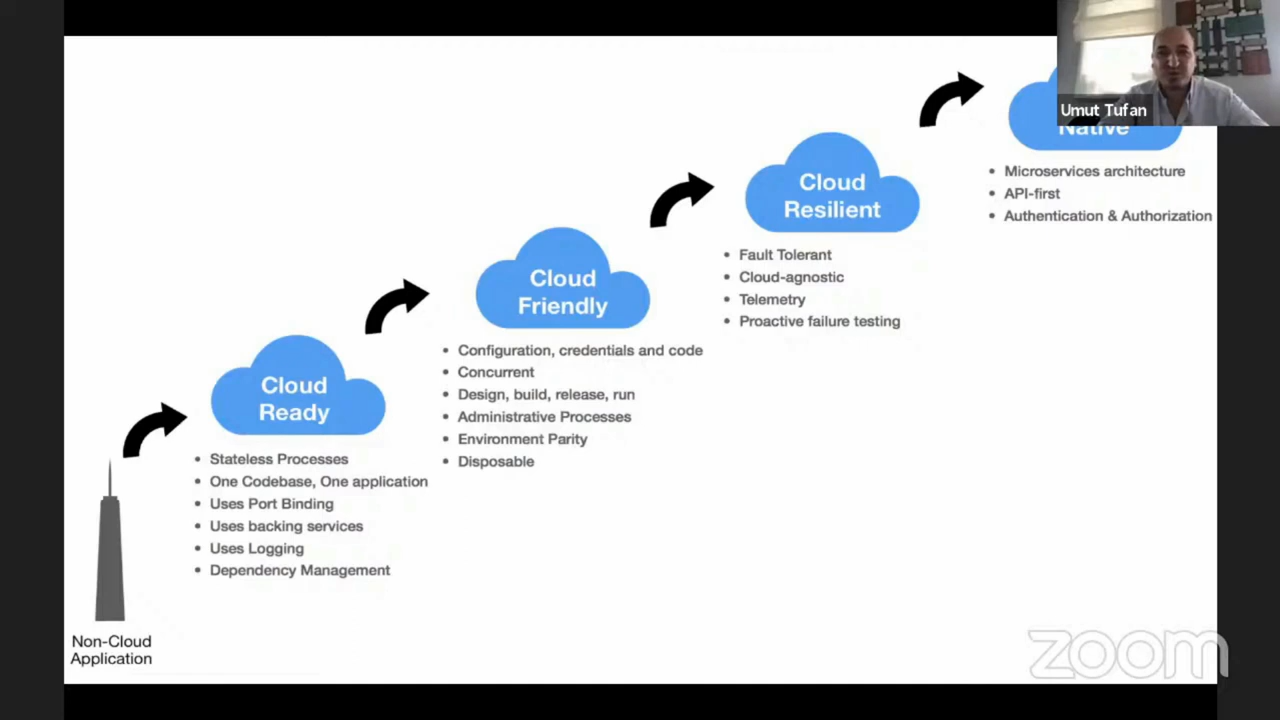 Umut Tufan
Native
Microservices architecture
API-first
Authentication & Authorization
Cloud
Resilient
Fault Tolerant
Cloud-agnostic
Telemetry
Proactive failure testing
Cloud
Friendly
Configuration, credentials and code
Concurrent
Design, build, release, run
Administrative Processes
Environment Parity
Disposable
Cloud
Ready
Stateless Processes
One Codebase, One application
Uses Port Binding
Uses backing services
Uses Logging
Dependency Management
Non-Cloud
Application
zoom